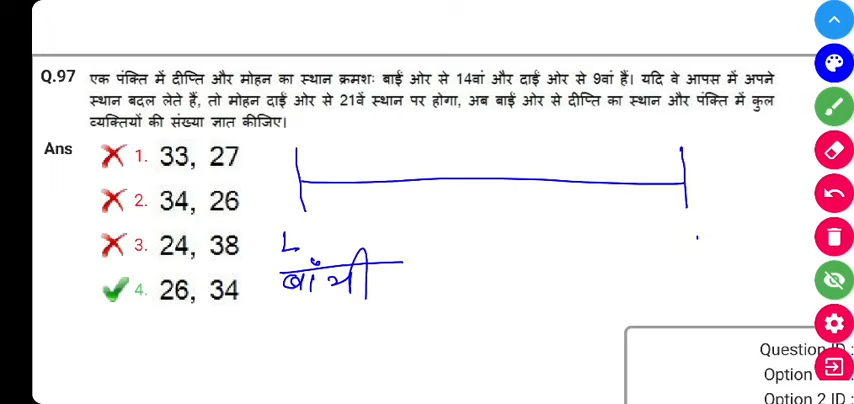 Q.97 एक पंक्ति में दीप्ति और मोहन का स्थान क्रमशः बाईं ओर से 14वां और दाईं ओर से 9वां हैं। यदि वे आपस में अपने
स्थान बदल लेते हैं, तो मोहन दाईं ओर से 21वें स्थान पर होगा, अब बाईं ओर से दीप्ति का स्थान और पंक्ति में कुल
व्यक्तियों की संख्या ज्ञात कीजिए।
Ans
1. 33, 27
2. 34, 26
3. 24, 38
4. 26, 34
L
Question ID :
Option
Option 2 ID :